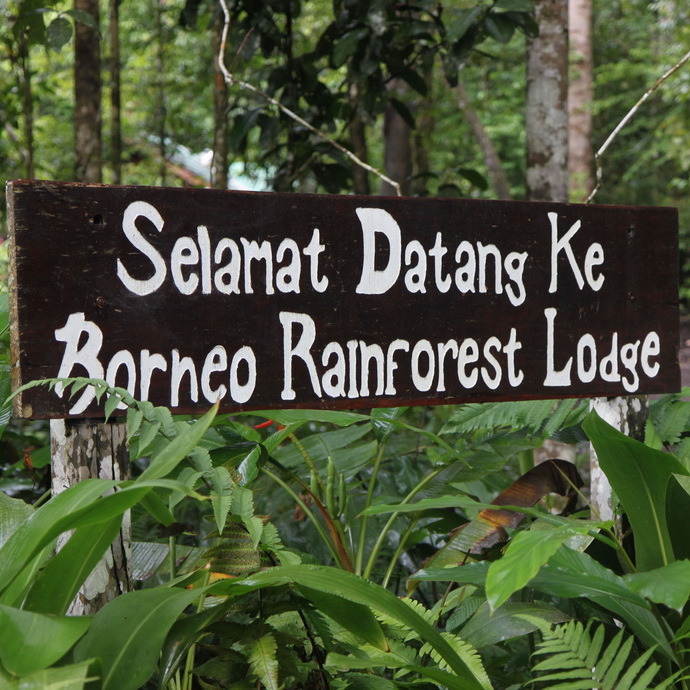 Selamat Datang Ke
Borneo Rainforest Lodge